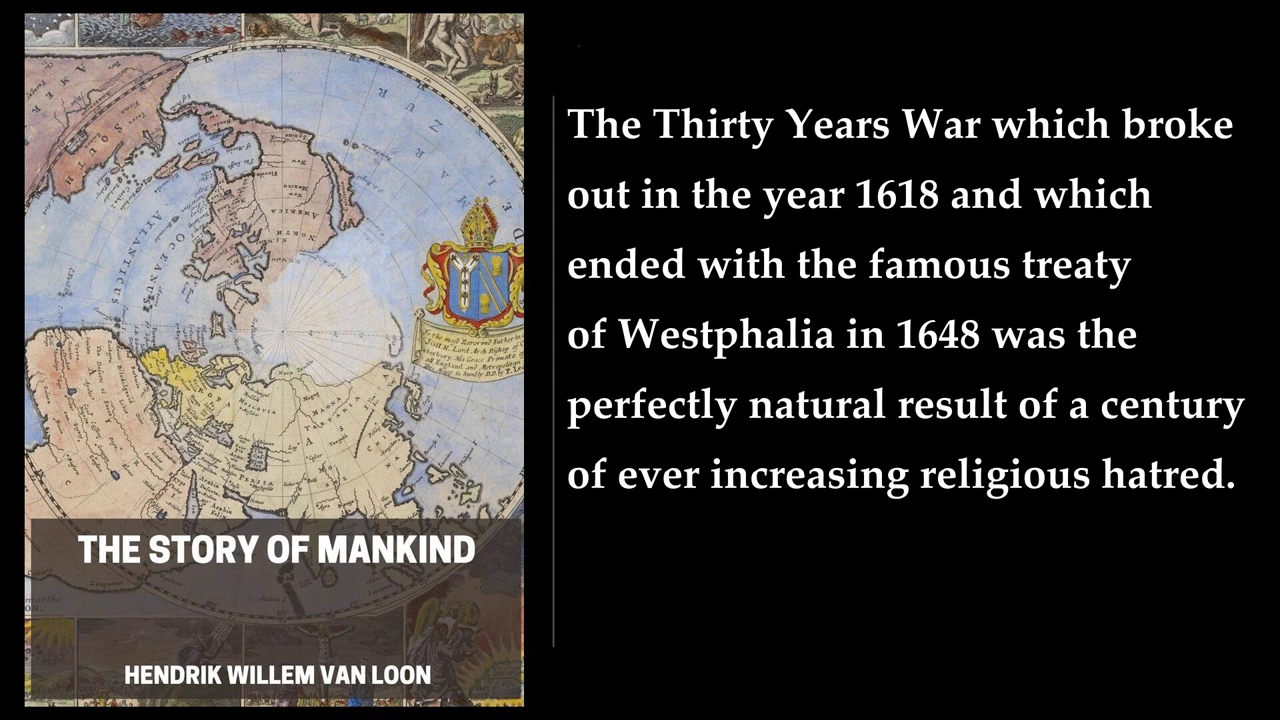 THE STORY OF MANKIND
HENDRIK WILLEM VAN LOON
The Thirty Years War which broke
out in the year 1618 and which
ended with the famous treaty
of Westphalia in 1648 was the
perfectly natural result of a century
of ever increasing religious hatred.